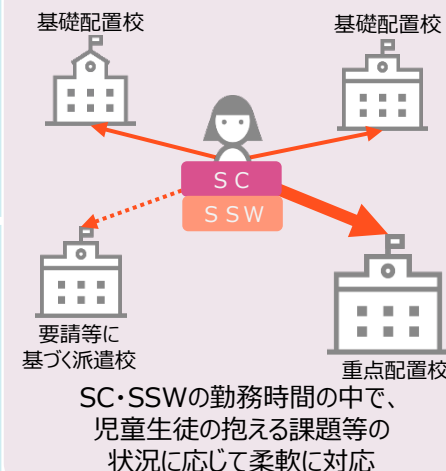 基礎配置校
基礎配置校
SC
SSW
要請等に
基づく派遣校
重点配置校
SC・SSWの勤務時間の中で、
児童生徒の抱える課題等の
状況に応じて柔軟に対応